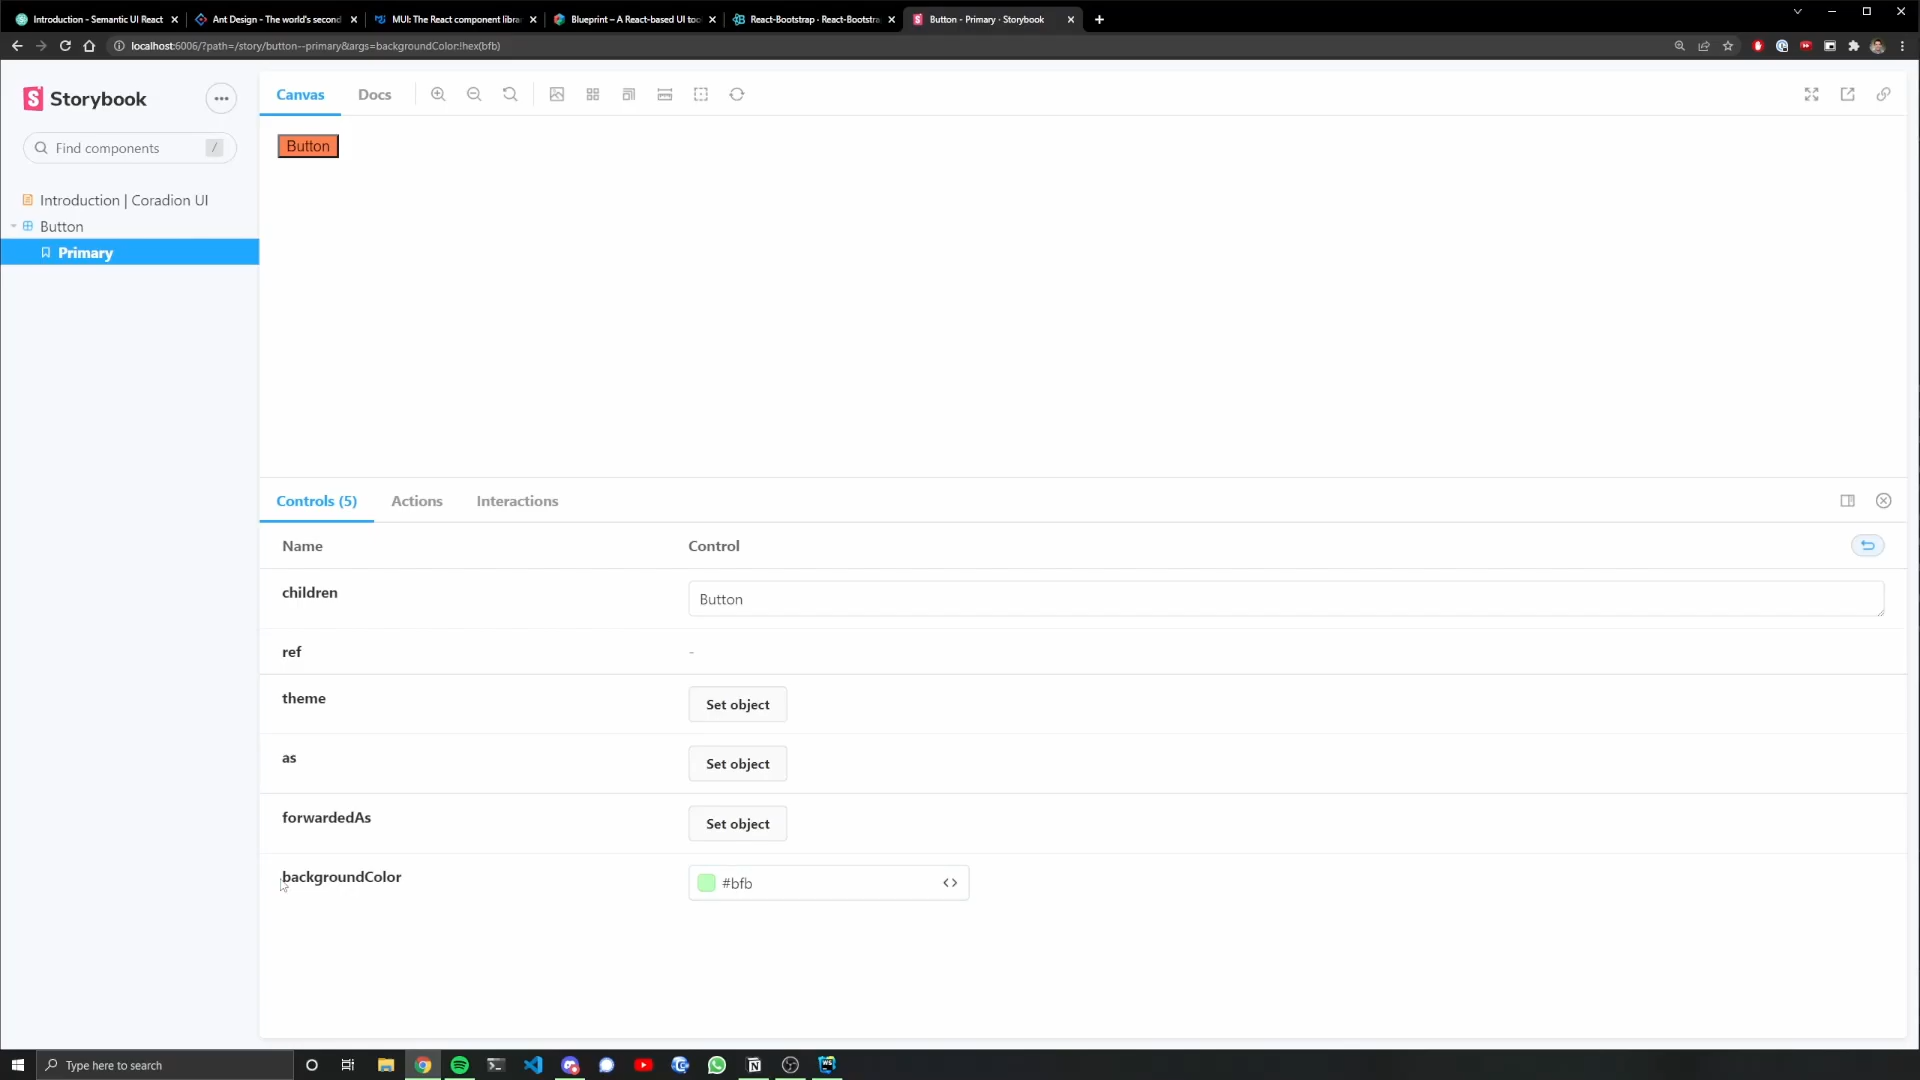 Introduction - Semantic UI React
Ant Design - The world's second
MUI: The React component libra
Blueprint – A React-based UI too
React-Bootstrap · React-Bootstra
Button - Primary · Storybook
localhost:6006/?path=/story/button--primary&args=backgroundColor:!hex(bfb)
Storybook
Find components
/
Introduction | Coradion UI
Button
Primary
Canvas
Docs
Button
Controls (5)
Actions
Interactions
Name
Control
children
Button
ref
-
theme
Set object
as
Set object
forwardedAs
Set object
backgroundColor
#bfb
Type here to search